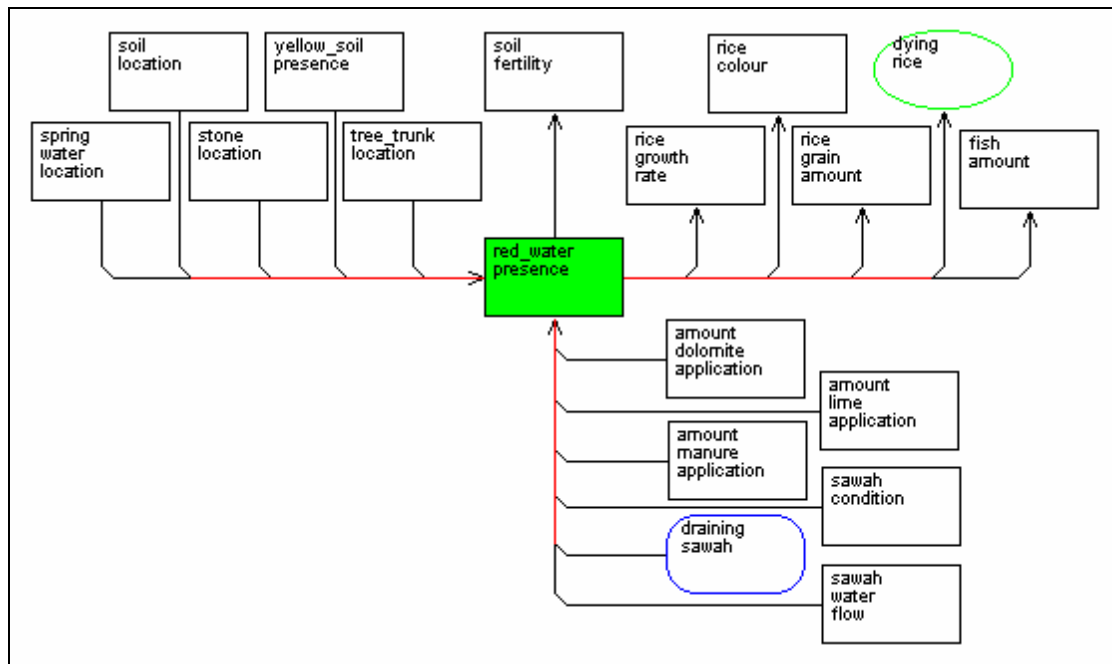 soil
location
yellow_soil
presence
soil
fertility
rice
colour
dying
rice
spring
water
location
stone
location
tree_trunk
location
rice
growth
rate
rice
grain
amount
fish
amount
red_water
presence
amount
dolomite
application
amount
lime
application
amount
manure
application
sawah
condition
draining
sawah
sawah
water
flow